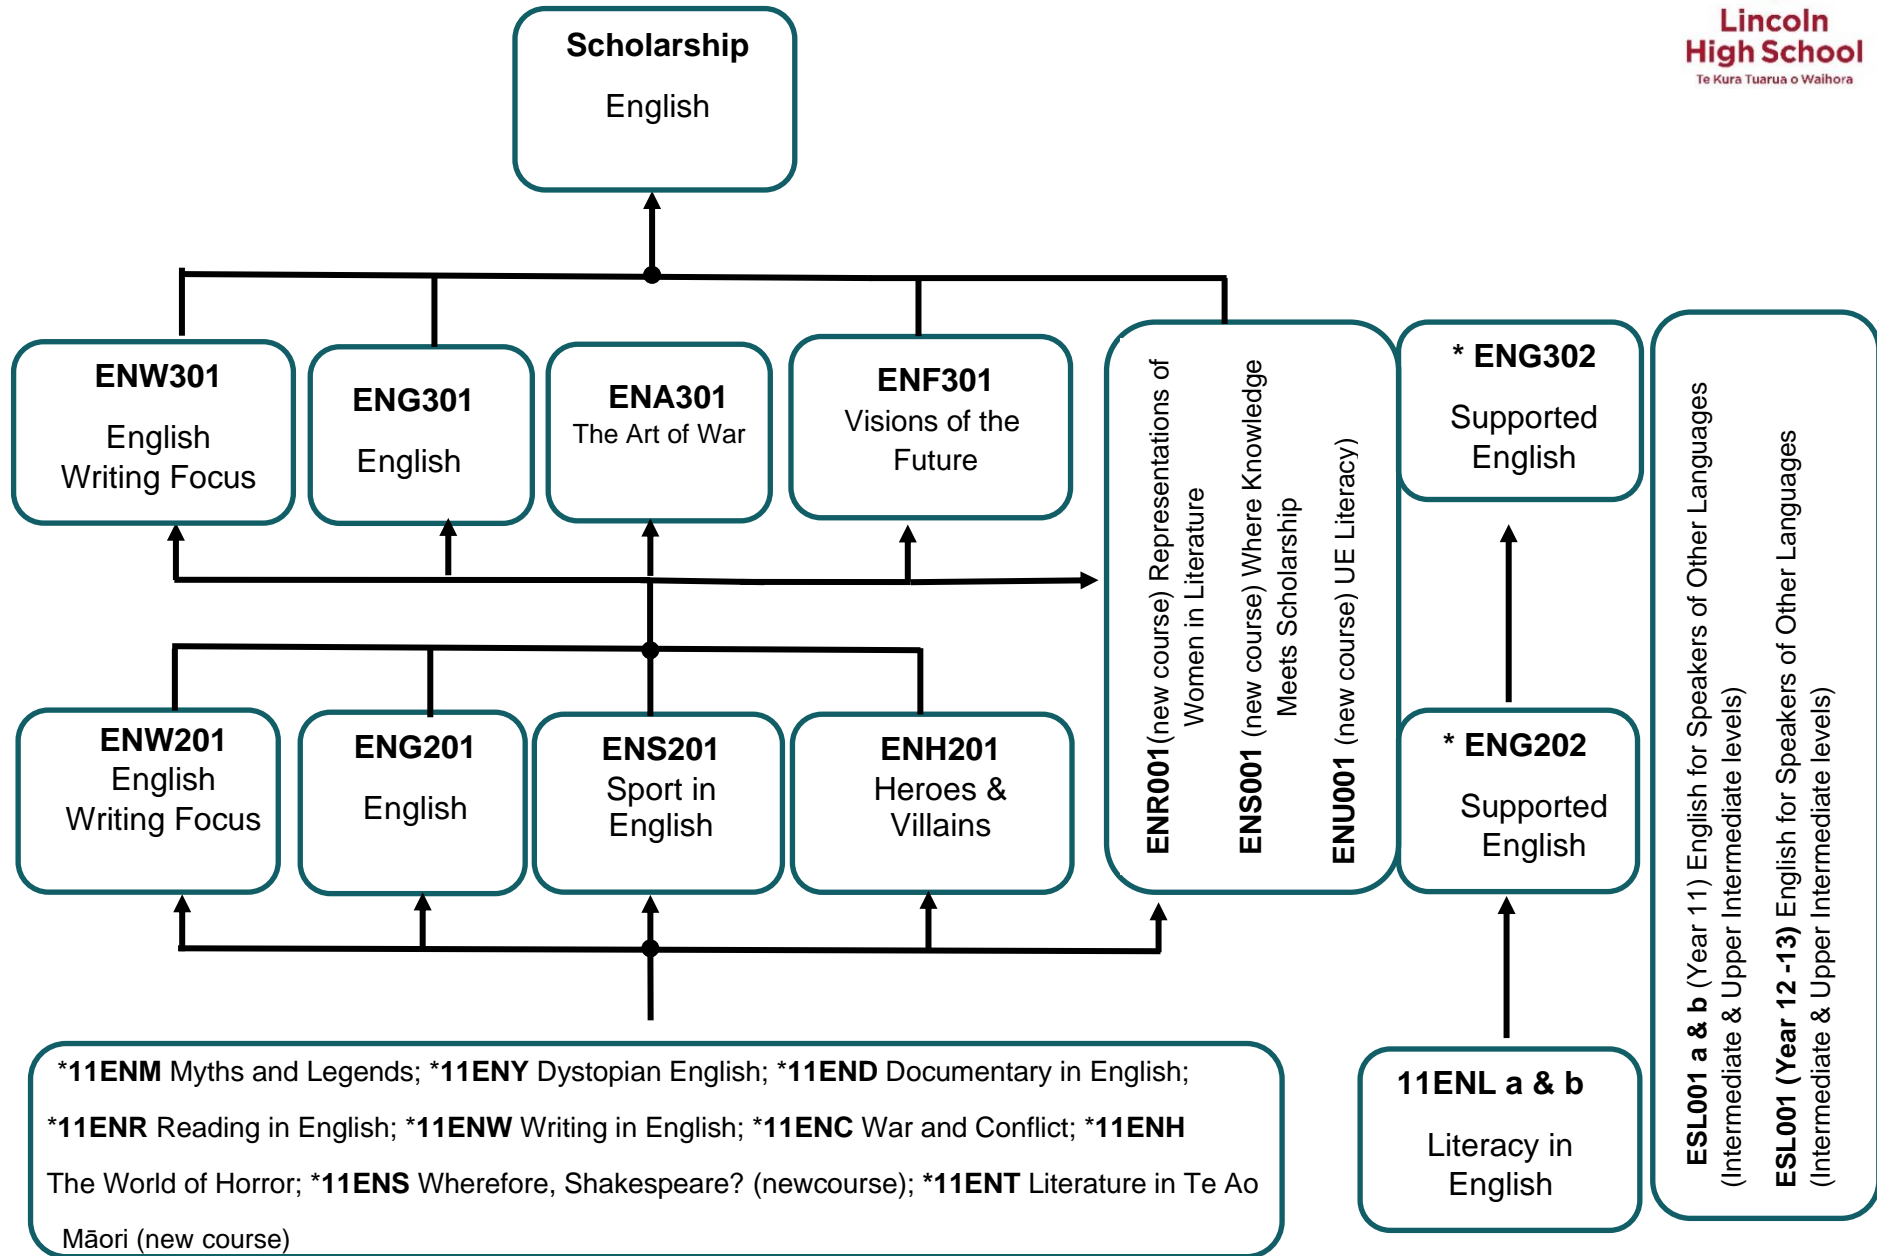 Lincoln
High School
Te Kura Tuarua o Waihora
Scholarship
English
ENW301
English
Writing Focus
ENG301
English
ENA301
The Art of War
ENF301
Visions of the
Future
ENR001(new course) Representations of
Women in Literature
ENS001 (new course) Where Knowledge
Meets Scholarship
ENU001 (new course) UE Literacy)
* ENG302
Supported
English
ESL001 a & b (Year 11) English for Speakers of Other Languages
(Intermediate & Upper Intermediate levels)
ESL001 (Year 12 -13) English for Speakers of Other Languages
(Intermediate & Upper Intermediate levels)
ENW201
English
Writing Focus
ENG201
English
ENS201
Sport in
English
ENH201
Heroes &
Villains
* ENG202
Supported
English
*11ENM Myths and Legends; *11ENY Dystopian English; *11END Documentary in English;
*11ENR Reading in English; *11ENW Writing in English; *11ENC War and Conflict; *11ENH
The World of Horror; *11ENS Wherefore, Shakespeare? (newcourse); *11ENT Literature in Te Ao
Māori (new course)
11ENL a & b
Literacy in
English